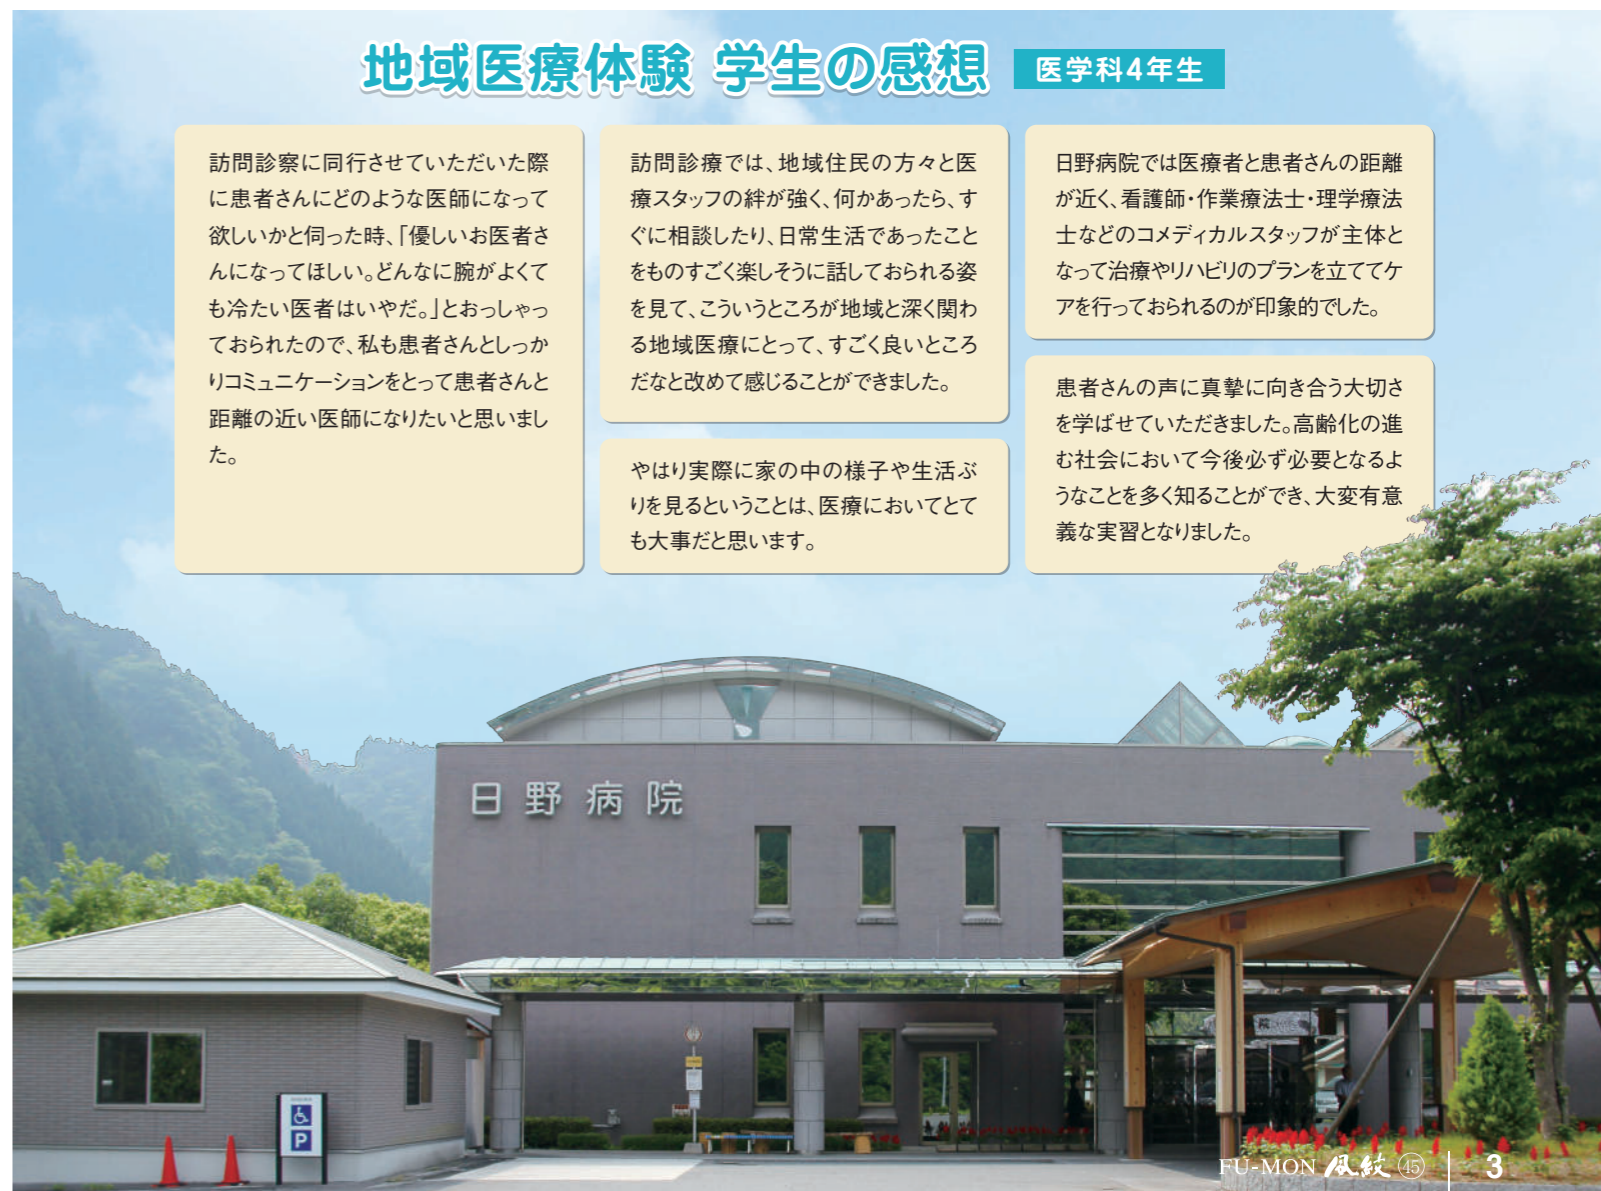 地域医療体験 学生の感想
医学科4年生
訪問診察に同行させていただいた際
に患者さんにどのような医師になって
欲しいかと伺った時、「優しいお医者さ
んになってほしい。どんなに腕がよくて
も冷たい医者はいやだ。」とおっしゃっ
ておられたので、私も患者さんとしっか
りコミュニケーションをとって患者さんと
距離の近い医師になりたいと思いまし
た。
訪問診療では、地域住民の方々と医
療スタッフの絆が強く、何かあったら、す
ぐに相談したり、日常生活であったこと
をものすごく楽しそうに話しておられる姿
を見て、こういうところが地域と深く関わ
る地域医療にとって、すごく良いところ
だなと改めて感じることができました。
やはり実際に家の中の様子や生活ぶ
りを見るということは、医療においてとて
も大事だと思います。
日野病院では医療者と患者さんの距離
が近く、看護師・作業療法士・理学療法
士などのコメディカルスタッフが主体と
なって治療やリハビリのプランを立ててケ
アを行っておられるのが印象的でした。
患者さんの声に真摯に向き合う大切さ
を学ばせていただきました。高齢化の進
む社会において今後必ず必要となるよ
うなことを多く知ることができ、大変有意
義な実習となりました。
日野病院
P
FU-MON 風紋 ㊺ 3